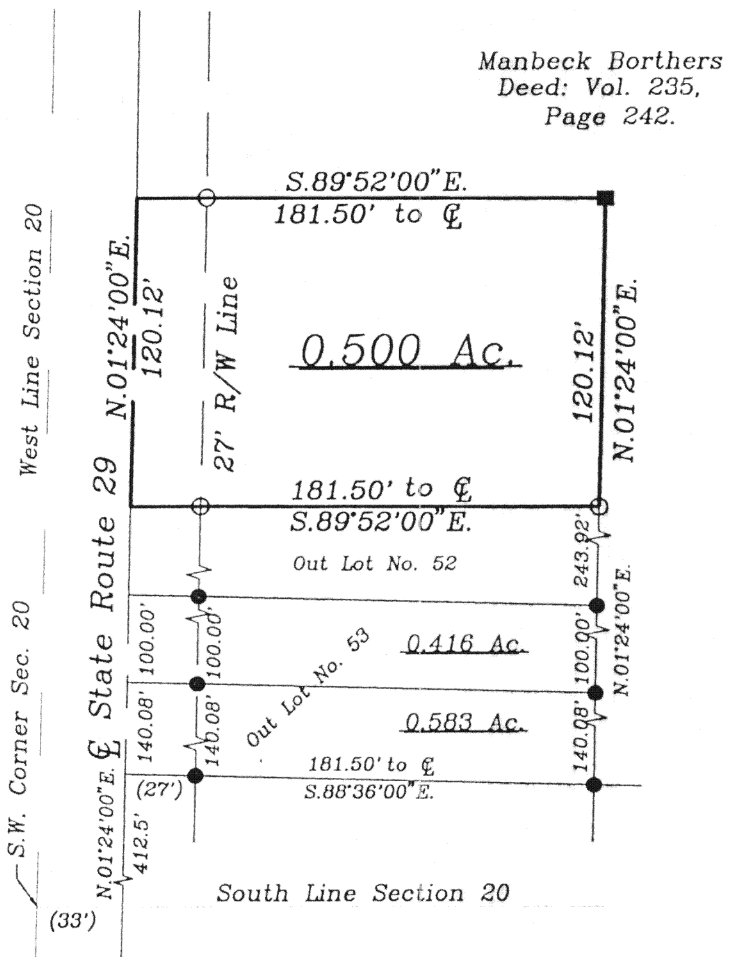 Manbeck Borthers
Deed: Vol. 235,
Page 242.
S.89°52'00"E.
181.50' to ℄
West Line Section 20
N.01°24'00"E.
120.12'
27' R/W Line
0.500 Ac.
120.12'
N.01°24'00"E.
181.50' to ℄
S.89°52'00"E.
℄ State Route 29
Out Lot No. 52
243.92'
N.01°24'00"E.
100.00'
100.00'
Out Lot No. 53
0.416 Ac.
100.00'
140.08'
140.08'
0.583 Ac.
140.08'
181.50' to ℄
S.88°36'00"E.
(27')
S.W. Corner Sec. 20
N.01°24'00"E.
412.5'
South Line Section 20
(33')